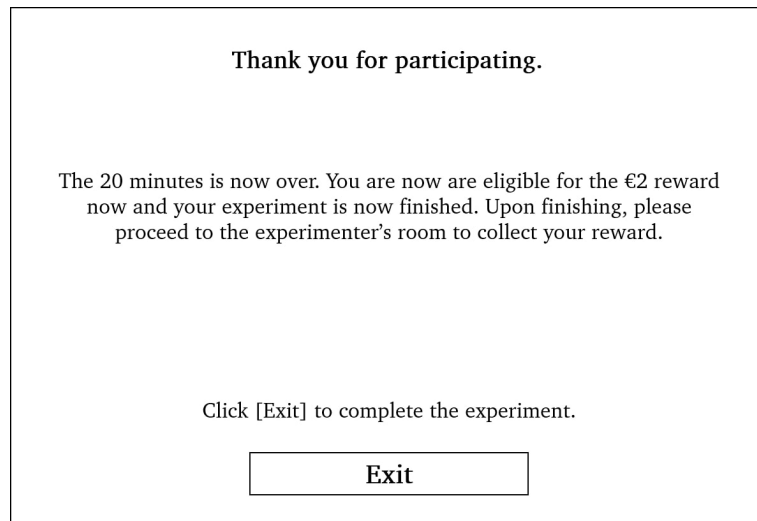 Thank you for participating.
The 20 minutes is now over. You are now are eligible for the €2 reward
now and your experiment is now finished. Upon finishing, please
proceed to the experimenter’s room to collect your reward.
Click [Exit] to complete the experiment.
Exit